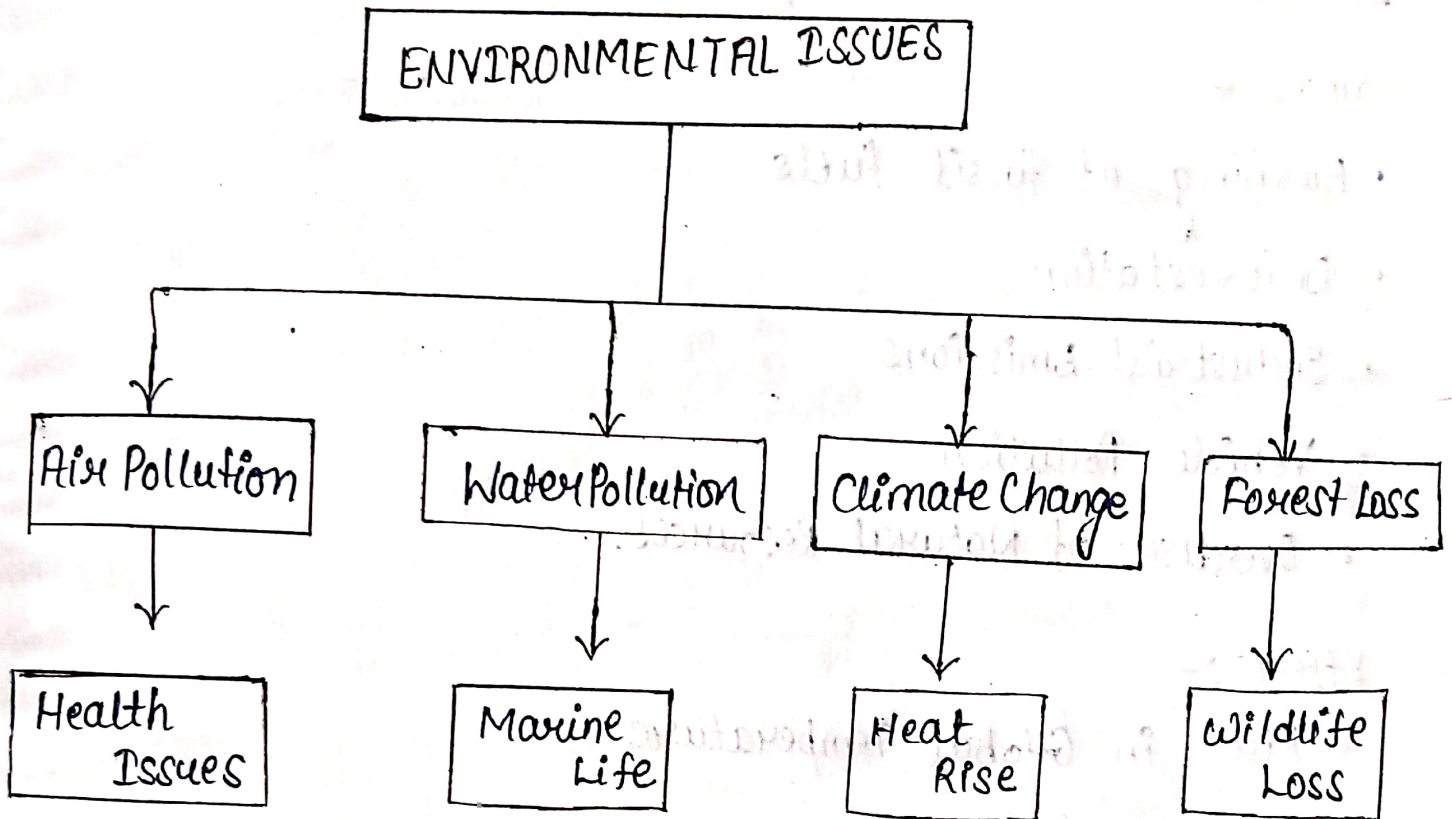 ENVIRONMENTAL ISSUES
Air Pollution
Water Pollution
Climate Change
Forest Loss
Health
Issues
Marine
Life
Heat
Rise
Wildlife
Loss